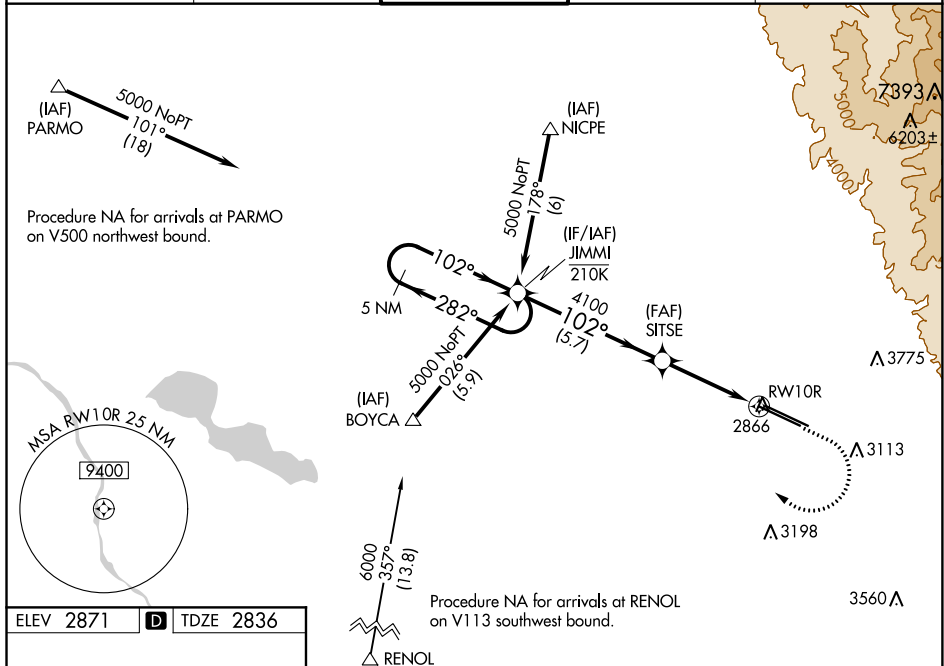 (IAF)
PARMO
5000 NoPT
101°
(18)
Procedure NA for arrivals at PARMO
on V500 northwest bound.
(IAF)
NICPE
5000 NoPT
178°
(6)
7393
6203±
5000
4000
(IF/IAF)
JIMMI
210K
102°
282°
5 NM
4100
102°
(5.7)
(FAF)
SITSE
5000 NoPT
026°
(5.9)
(IAF)
BOYCA
3775
RW10R
2866
3113
3198
3560
MSA RW10R 25 NM
9400
6000
357°
(13.8)
RENOL
Procedure NA for arrivals at RENOL
on V113 southwest bound.
ELEV 2871 D TDZE 2836